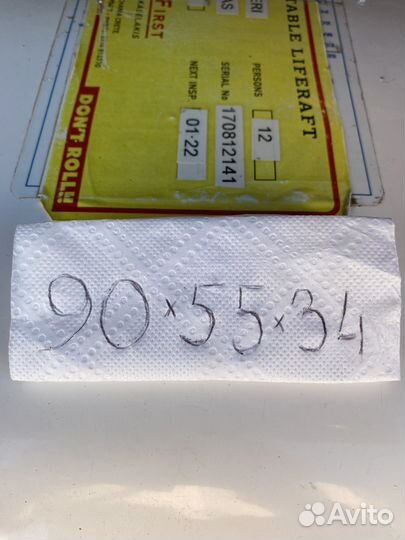 TABLE LIFERAFT
PERSONS
12
SERIAL No
170812141
NEXT INSP.
01-22
FIRST
DON'T ROLL!!
90×55×34
Avito